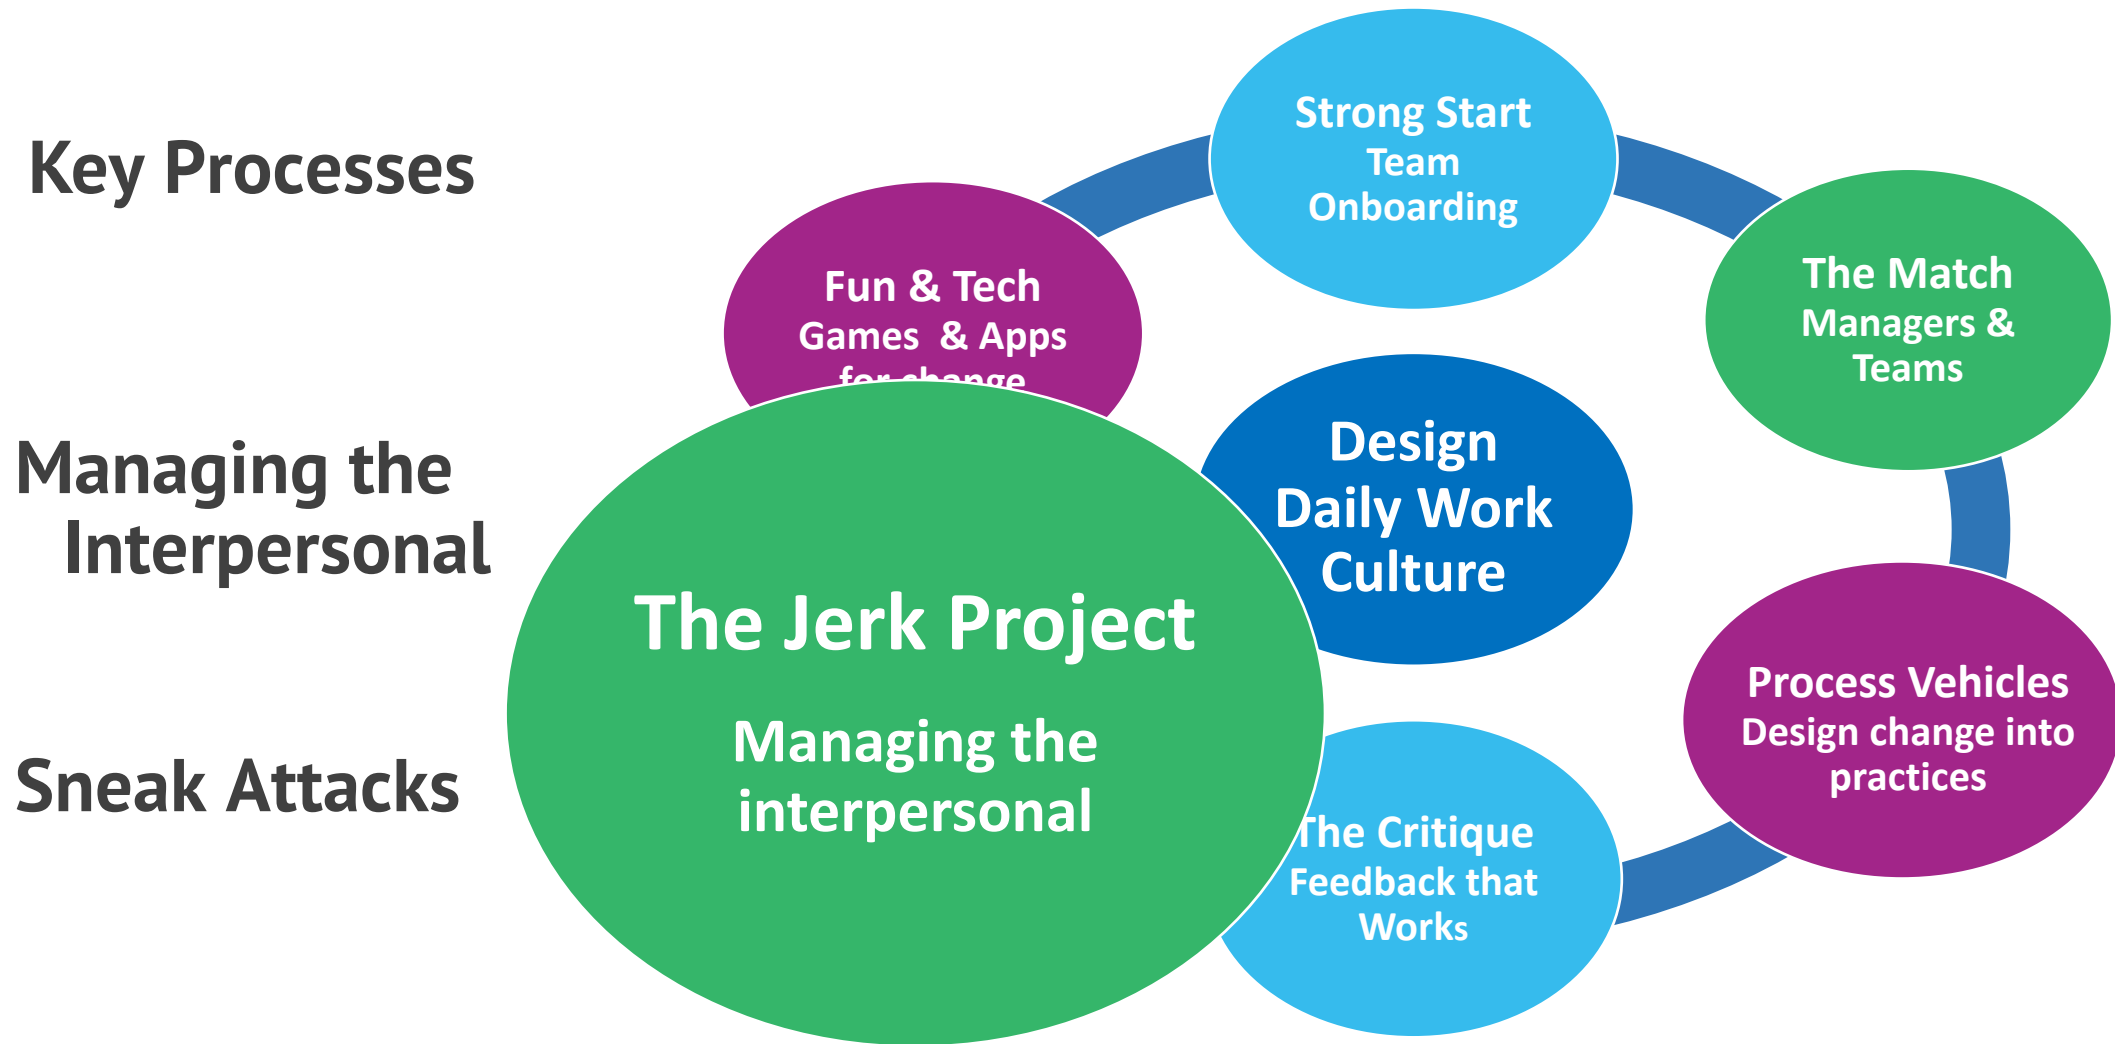 Key Processes
Managing the
Interpersonal
Sneak Attacks
Strong Start
Team
Onboarding
The Match
Managers &
Teams
Fun & Tech
Games & Apps
for change
Design
Daily Work
Culture
The Jerk Project
Managing the
interpersonal
Process Vehicles
Design change into
practices
The Critique
Feedback that
Works